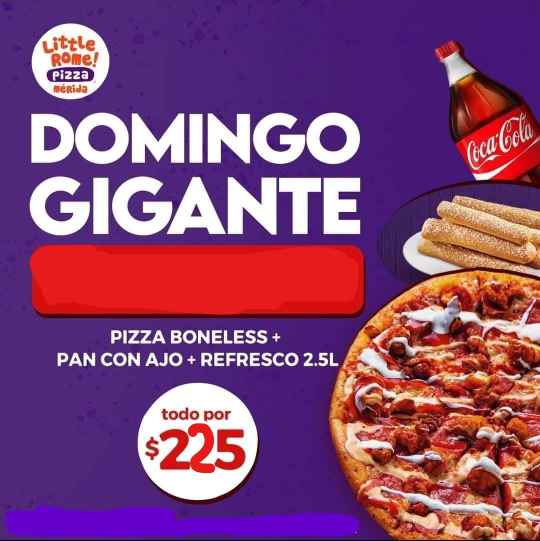 Little
Rome!
Pizza
Mérida
DOMINGO
GIGANTE
Coca-Cola
PIZZA BONELESS +
PAN CON AJO + REFRESCO 2.5L
todo por
$225